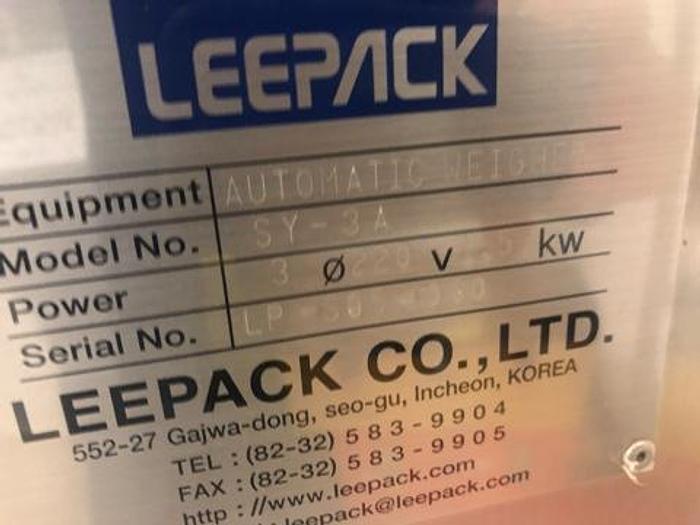 LEEPACK
Equipment AUTOMATIC WEIGHER
Model No. SY-3A
Power 3 Ø 220 V kw
Serial No. LP
LEEPACK CO.,LTD.
552-27 Gajwa-dong, seo-gu, Incheon, KOREA
TEL : (82-32) 583-9904
FAX : (82-32) 583-9905
http : //www.leepack.com
leepack@leepack.com